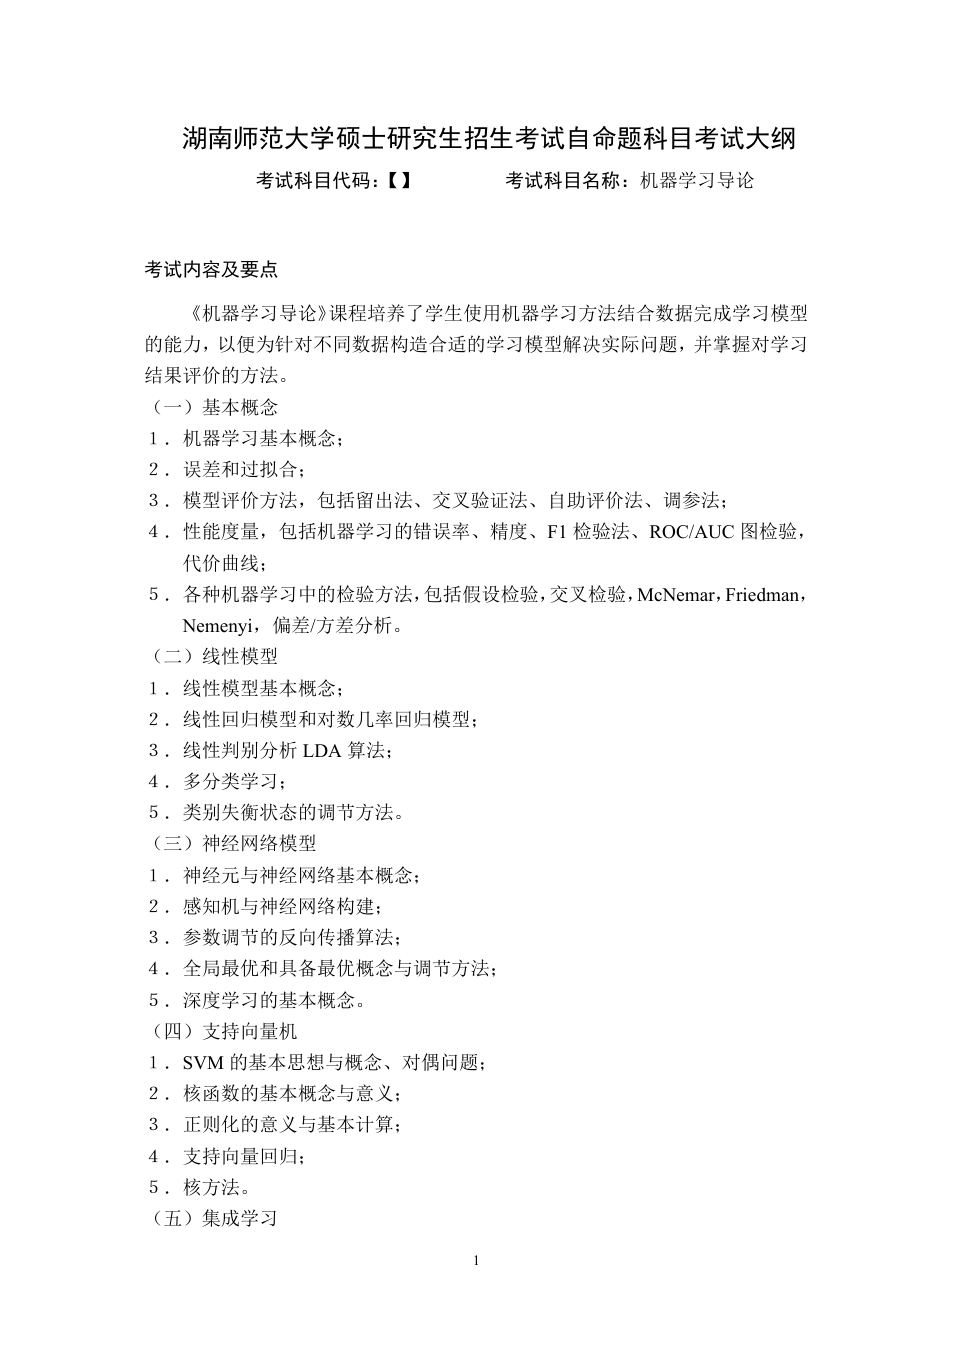 湖南师范大学硕士研究生招生考试自命题科目考试大纲
考试科目代码：【】 考试科目名称：机器学习导论
考试内容及要点
《机器学习导论》课程培养了学生使用机器学习方法结合数据完成学习模型
的能力，以便为针对不同数据构造合适的学习模型解决实际问题，并掌握对学习
结果评价的方法。
（一）基本概念
１．机器学习基本概念；
２．误差和过拟合；
３．模型评价方法，包括留出法、交叉验证法、自助评价法、调参法；
４．性能度量，包括机器学习的错误率、精度、F1 检验法、ROC/AUC 图检验，
代价曲线；
５．各种机器学习中的检验方法，包括假设检验，交叉检验，McNemar，Friedman，
Nemenyi，偏差/方差分析。
（二）线性模型
１．线性模型基本概念；
２．线性回归模型和对数几率回归模型；
３．线性判别分析 LDA 算法；
４．多分类学习；
５．类别失衡状态的调节方法。
（三）神经网络模型
１．神经元与神经网络基本概念；
２．感知机与神经网络构建；
３．参数调节的反向传播算法；
４．全局最优和具备最优概念与调节方法；
５．深度学习的基本概念。
（四）支持向量机
１．SVM 的基本思想与概念、对偶问题；
２．核函数的基本概念与意义；
３．正则化的意义与基本计算；
４．支持向量回归；
５．核方法。
（五）集成学习
1